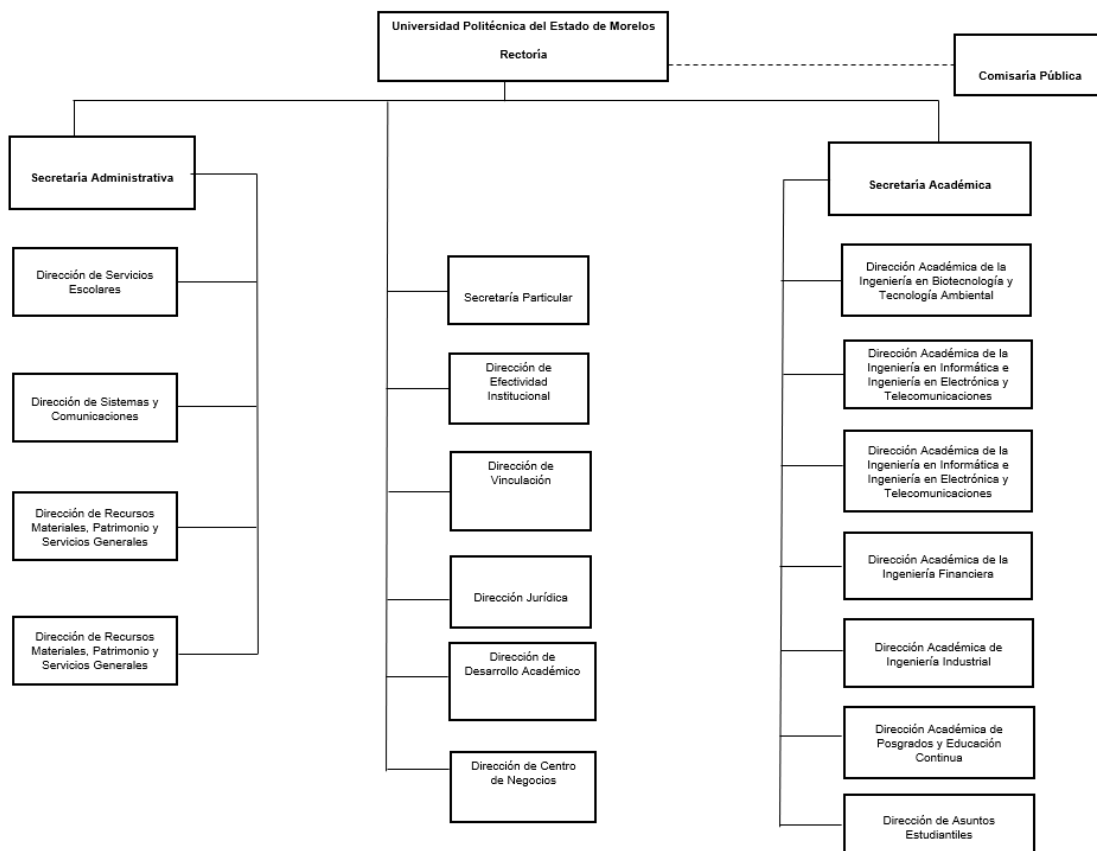 Universidad Politécnica del Estado de Morelos
Rectoría
Comisaría Pública
Secretaría Administrativa
Dirección de Servicios
Escolares
Dirección de Sistemas y
Comunicaciones
Dirección de Recursos
Materiales, Patrimonio y
Servicios Generales
Dirección de Recursos
Materiales, Patrimonio y
Servicios Generales
Secretaría Particular
Dirección de
Efectividad
Institucional
Dirección de
Vinculación
Dirección Jurídica
Dirección de
Desarrollo Académico
Dirección de Centro
de Negocios
Secretaría Académica
Dirección Académica de la
Ingeniería en Biotecnología y
Tecnología Ambiental
Dirección Académica de la
Ingeniería en Informática e
Ingeniería en Electrónica y
Telecomunicaciones
Dirección Académica de la
Ingeniería en Informática e
Ingeniería en Electrónica y
Telecomunicaciones
Dirección Académica de la
Ingeniería Financiera
Dirección Académica de
Ingeniería Industrial
Dirección Académica de
Posgrados y Educación
Continua
Dirección de Asuntos
Estudiantiles